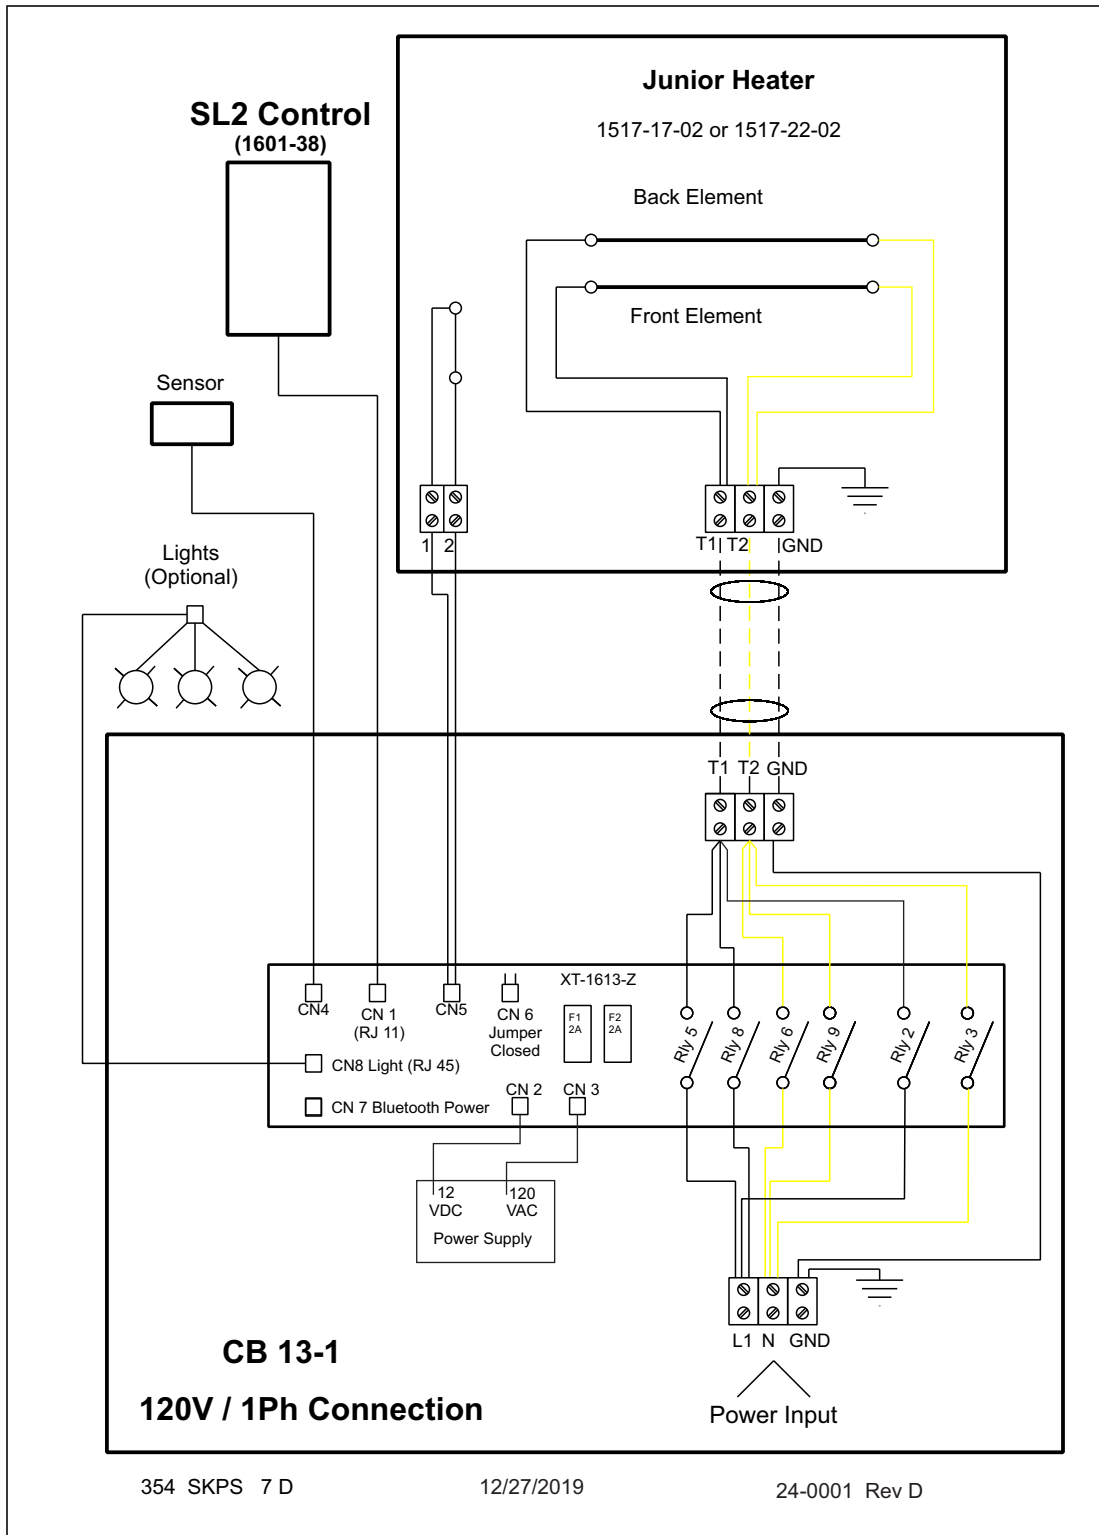 Junior Heater
1517-17-02 or 1517-22-02
SL2 Control
(1601-38)
Back Element
Front Element
Sensor
1 2
T1 T2 GND
Lights
(Optional)
T1 T2 GND
XT-1613-Z
CN4
CN 1
(RJ 11)
CN5
CN 6
Jumper
Closed
F1
2A
F2
2A
Rly 5
Rly 8
Rly 6
Rly 9
Rly 2
Rly 3
CN8 Light (RJ 45)
CN 7 Bluetooth Power
CN 2
CN 3
12
VDC
120
VAC
Power Supply
L1 N GND
Power Input
CB 13-1
120V / 1Ph Connection
354 SKPS 7 D
12/27/2019
24-0001 Rev D